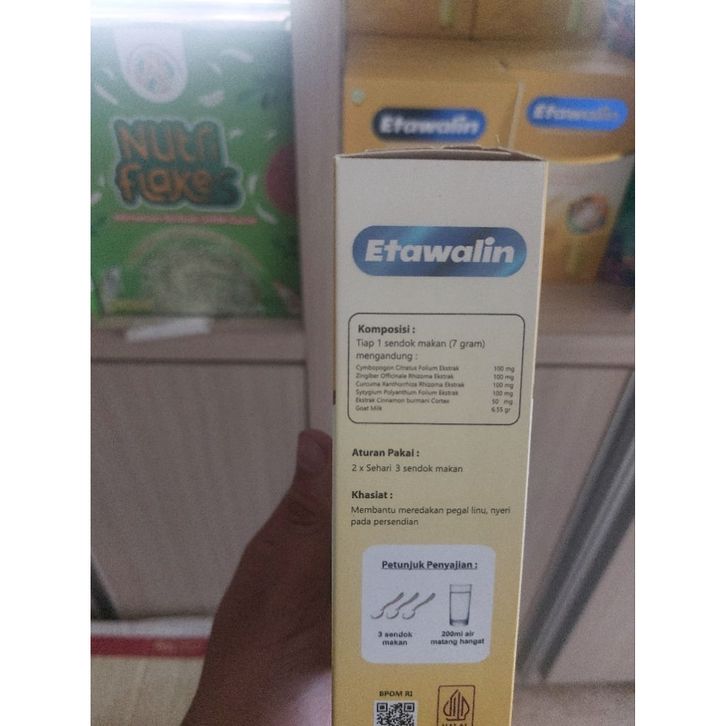 NUtri
flakes
Etawalin
Etawalin
Etawalin
Komposisi :
Tiap 1 sendok makan (7 gram)
mengandung :
Cymbopogon Citratus Folium Ekstrak 100 mg
Zingiber Officinale Rhizoma Ekstrak 100 mg
Curcuma Xanthorrhiza Rhizoma Ekstrak 100 mg
Syzygium Polyanthum Folium Ekstrak 100 mg
Ekstrak Cinnamon burmani Cortex 50 mg
Goat Milk 6.55 gr
Aturan Pakai :
2 x Sehari 3 sendok makan
Khasiat :
Membantu meredakan pegal linu, nyeri
pada persendian
Petunjuk Penyajian :
3 sendok
makan
200ml air
matang hangat
BPOM RI